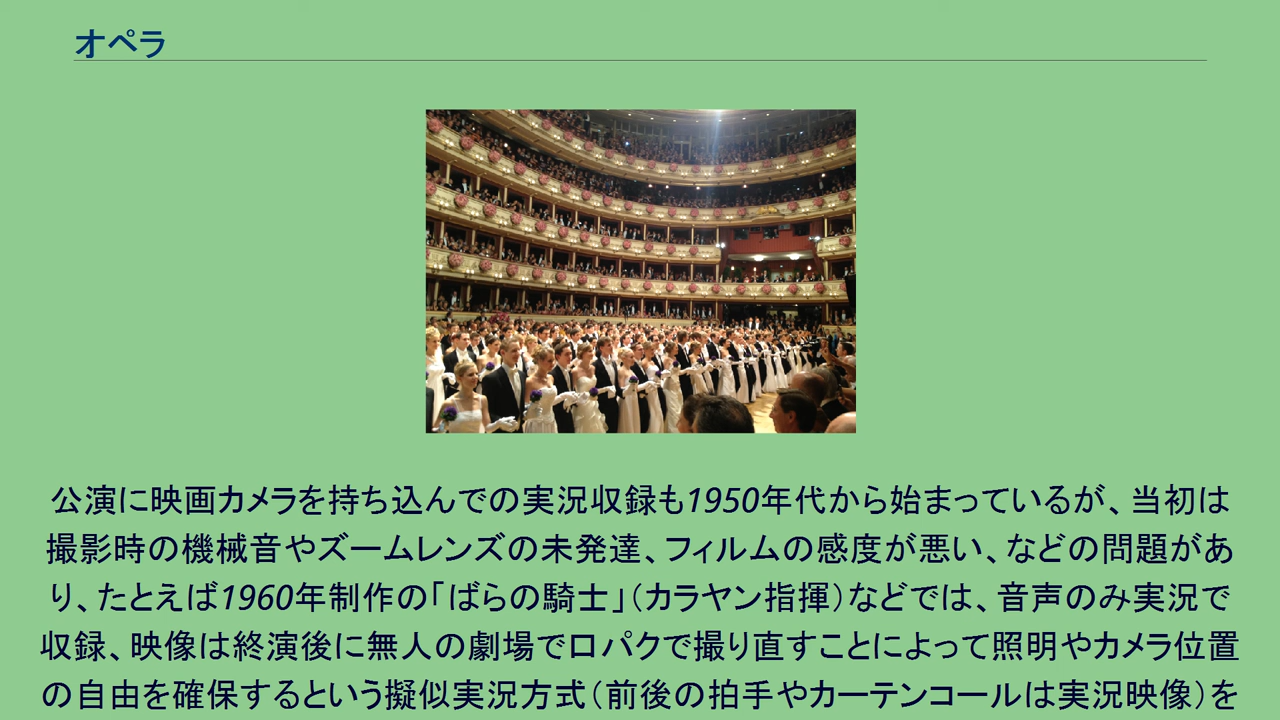 オペラ
公演に映画カメラを持ち込んでの実況収録も1950年代から始まっているが、当初は
撮影時の機械音やズームレンズの未発達、フィルムの感度が悪い、などの問題があ
り、たとえば1960年制作の「ばらの騎士」（カラヤン指揮）などでは、音声のみ実況で
収録、映像は終演後に無人の劇場で口パクで撮り直すことによって照明やカメラ位置
の自由を確保するという擬似実況方式（前後の拍手やカーテンコールは実況映像）を